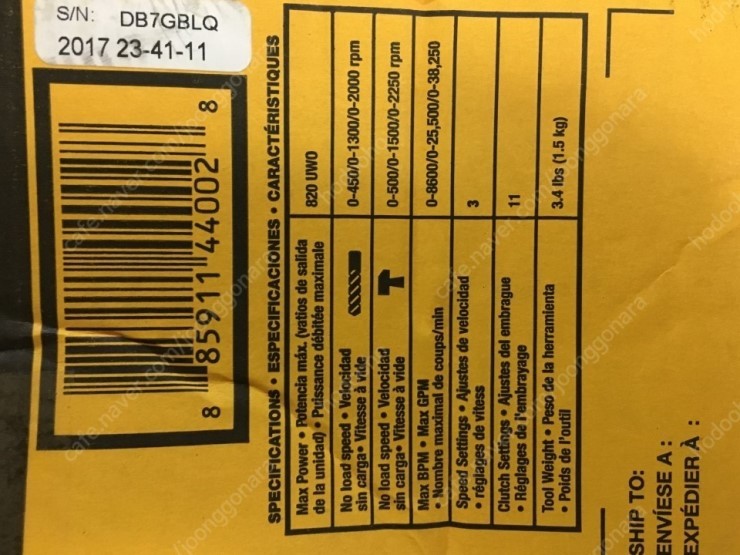 S/N: DB7GBLQ
2017 23-41-11
8 85911 44002 8
SPECIFICATIONS • ESPECIFICACIONES • CARACTÉRISTIQUES
Max Power • Potencia máx. (vatios de salida
de la unidad) • Puissance débitée maximale
820 UWO
No load speed • Velocidad
sin carga • Vitesse à vide
0-450/0-1300/0-2000 rpm
No load speed • Velocidad
sin carga • Vitesse à vide
0-500/0-1500/0-2250 rpm
Max BPM • Max GPM
• Nombre maximal de coups/min
0-8600/0-25,500/0-38,250
Speed Settings • Ajustes de velocidad
• réglages de vitess
3
Clutch Settings • Ajustes del embrague
• Réglages de l'embrayage
11
Tool Weight • Peso de la herramienta
• Poids de l'outil
3.4 lbs (1.5 kg)
SHIP TO:
ENVÍESE A :
EXPÉDIER À :
cafe.naver.com/joonggonara